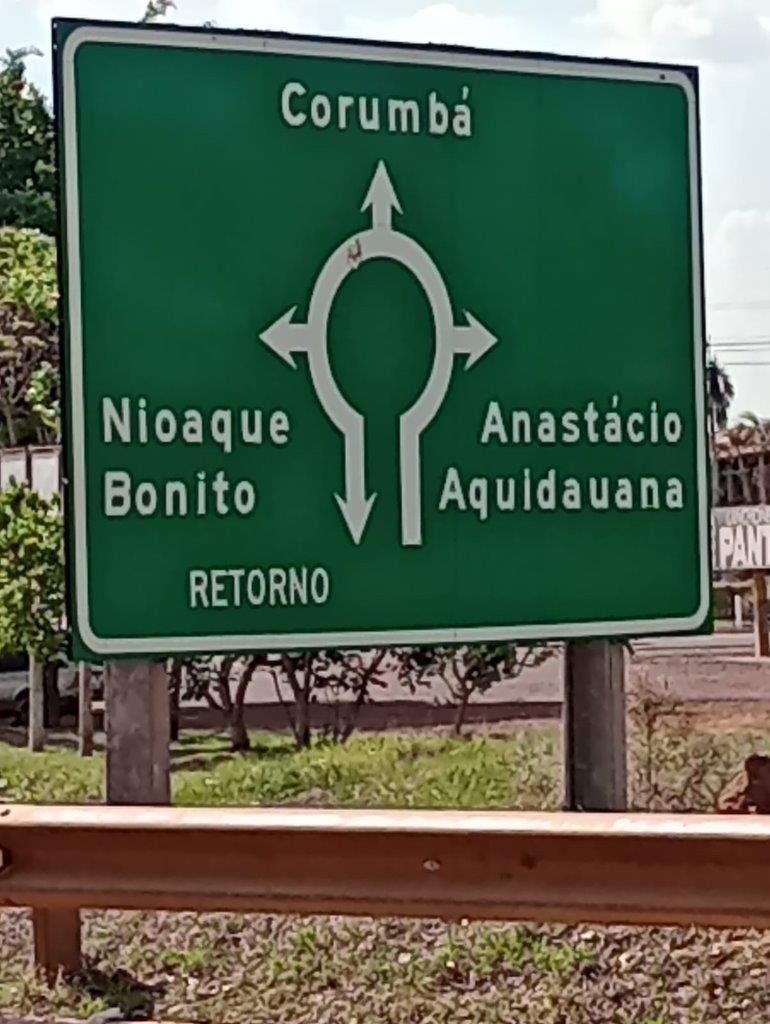 Corumbá
Nioaque
Bonito
Anastácio
Aquidauana
RETORNO
PANT